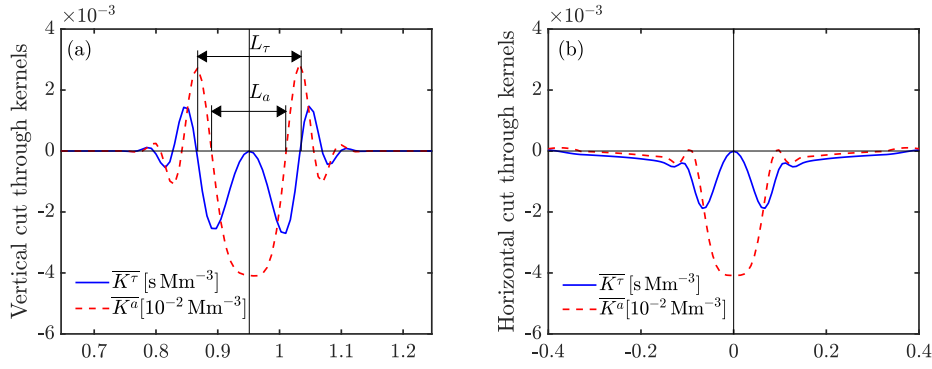 ×10⁻³
4
2
0
-2
-4
-6
Vertical cut through kernels
(a)
L_τ
L_a
K^τ [s Mm⁻³]
K^a[10⁻² Mm⁻³]
0.7 0.8 0.9 1 1.1 1.2
×10⁻³
4
2
0
-2
-4
-6
Horizontal cut through kernels
(b)
K^τ [s Mm⁻³]
K^a[10⁻² Mm⁻³]
-0.4 -0.2 0 0.2 0.4